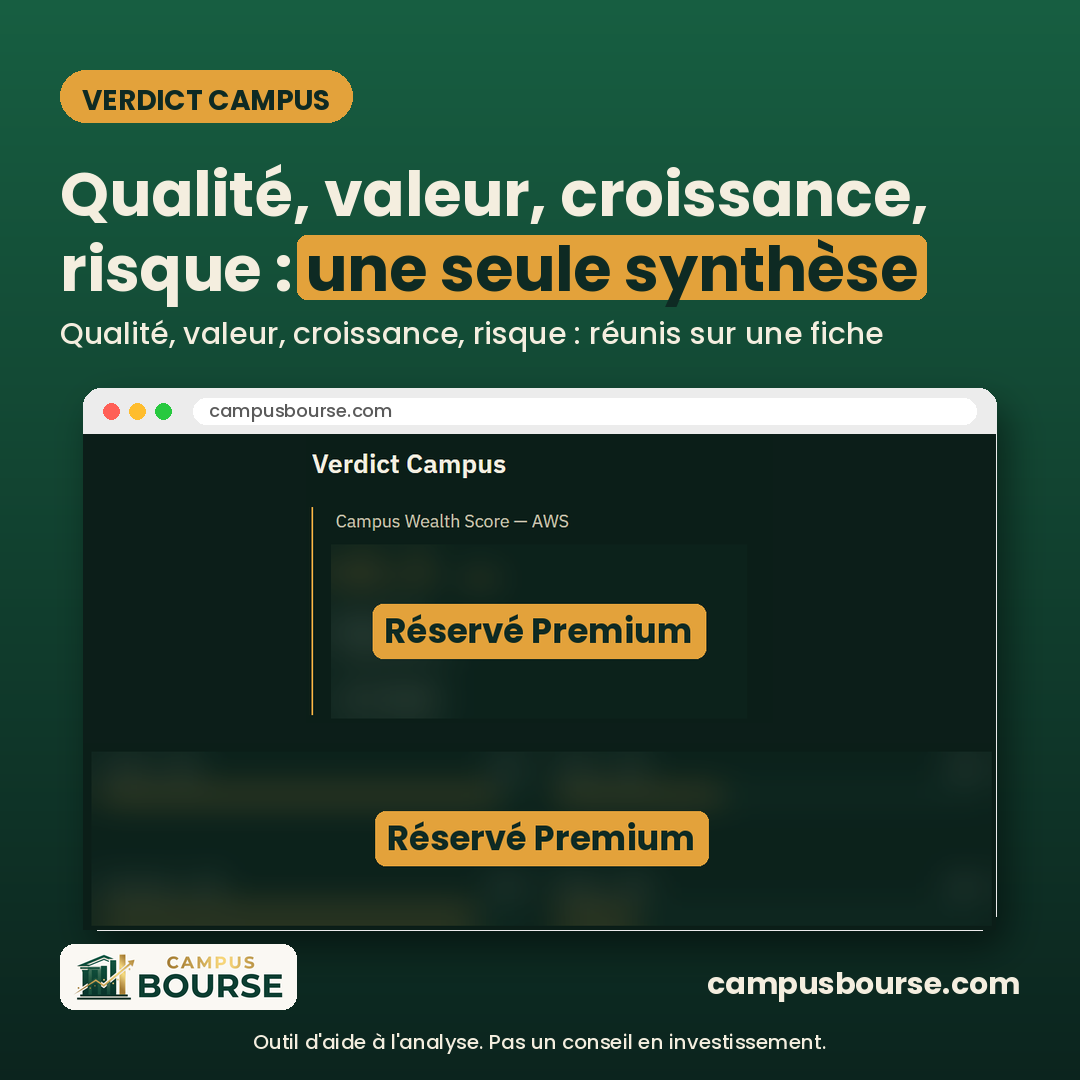 VERDICT CAMPUS
Qualité, valeur, croissance,
risque : une seule synthèse
Qualité, valeur, croissance, risque : réunis sur une fiche
campusbourse.com
Verdict Campus
Campus Wealth Score — AWS
Réservé Premium
Réservé Premium
CAMPUS
BOURSE
campusbourse.com
Outil d'aide à l'analyse. Pas un conseil en investissement.